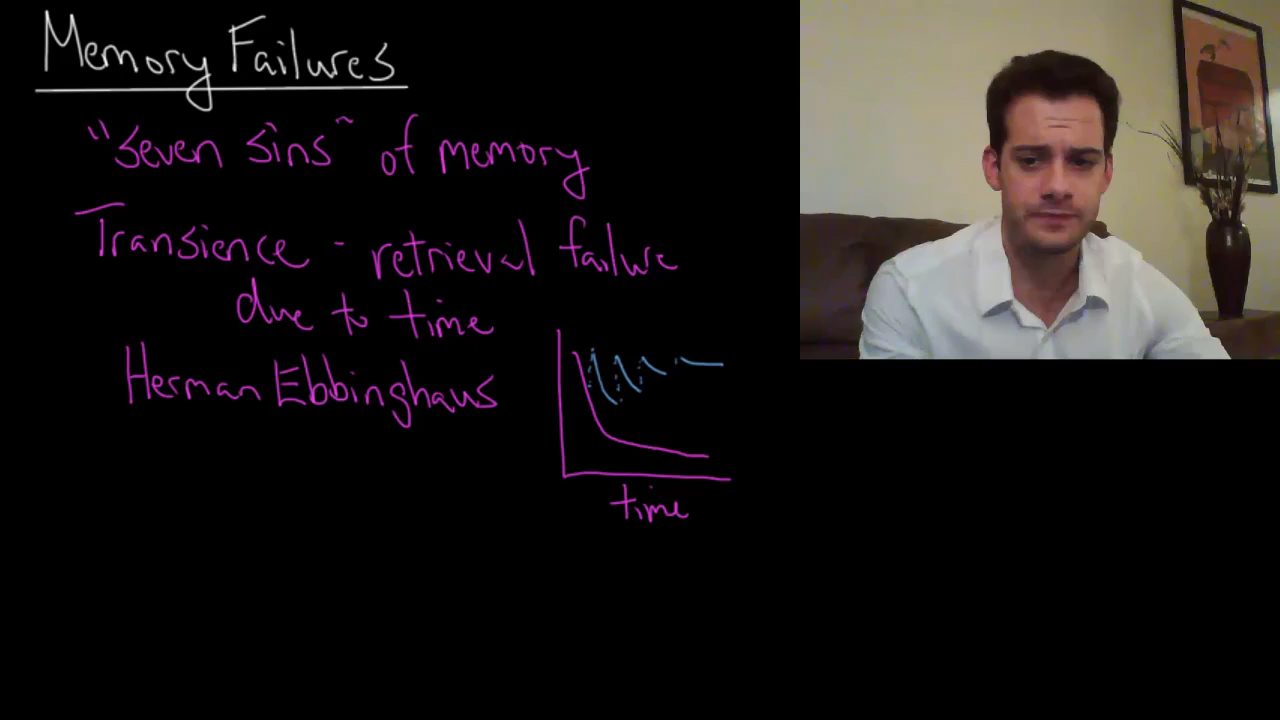 Memory Failures
"Seven Sins" of memory
Transience - retrieval failure
due to time
Herman Ebbinghaus
time